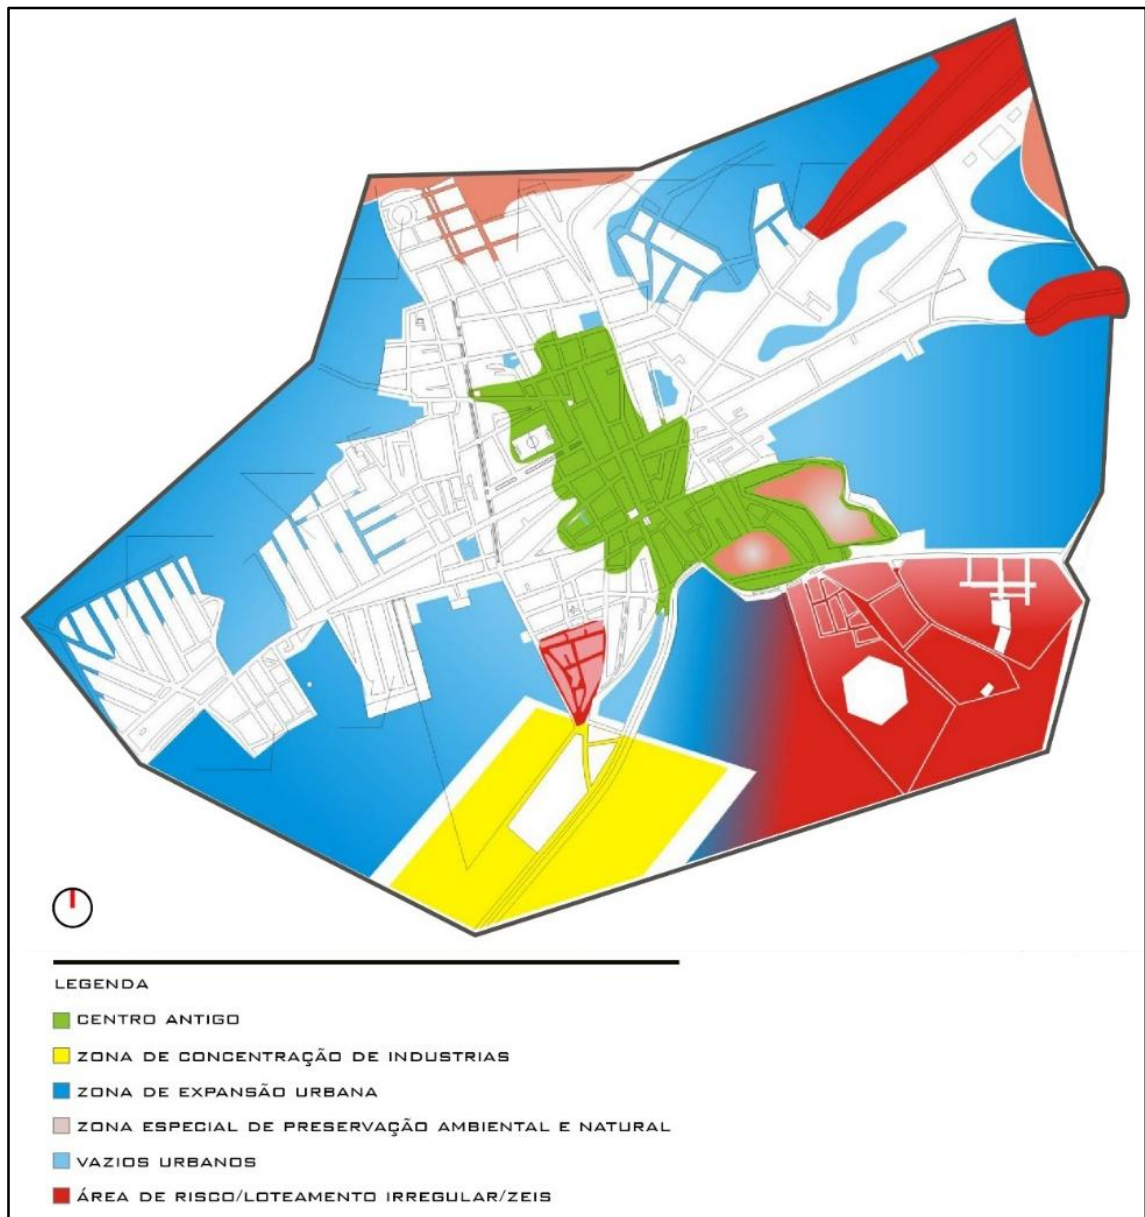 LEGENDA
CENTRO ANTIGO
ZONA DE CONCENTRAÇÃO DE INDUSTRIAS
ZONA DE EXPANSÃO URBANA
ZONA ESPECIAL DE PRESERVAÇÃO AMBIENTAL E NATURAL
VAZIOS URBANOS
ÁREA DE RISCO/LOTEAMENTO IRREGULAR/ZEIS